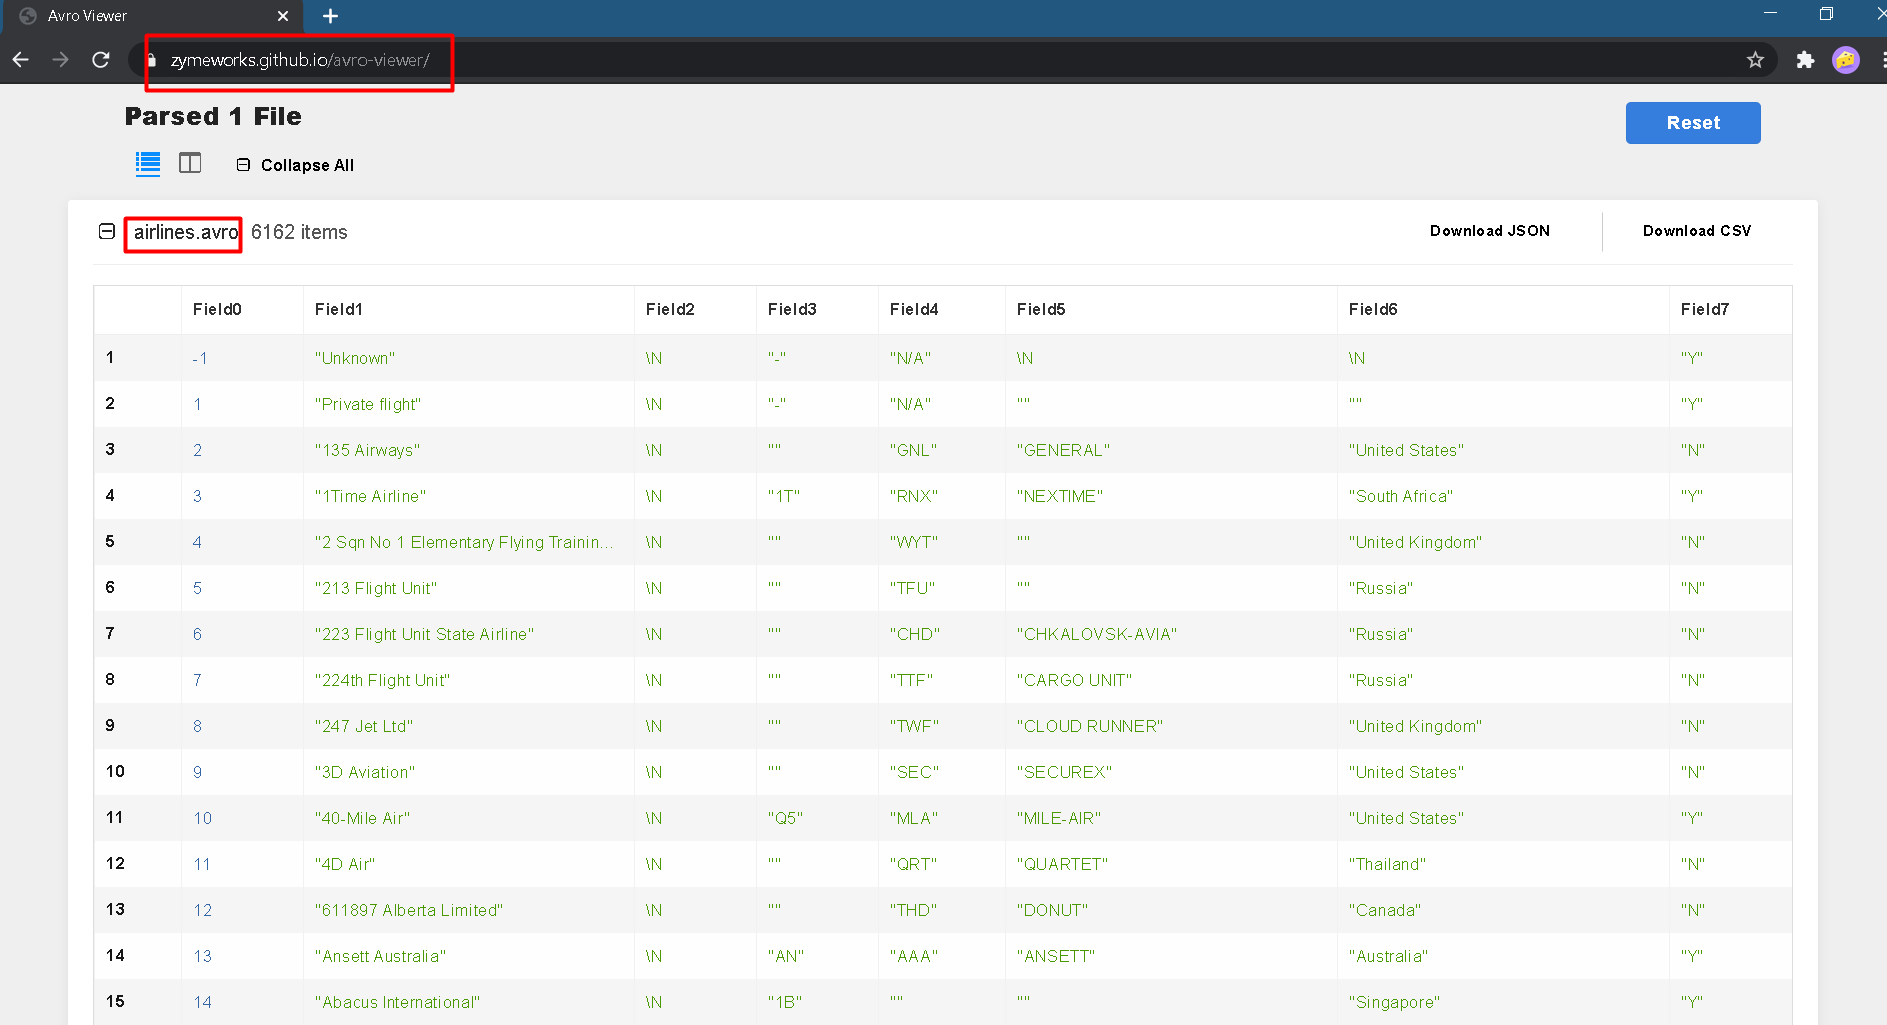 Avro Viewer
zymeworks.github.io/avro-viewer/
Parsed 1 File
Reset
Collapse All
airlines.avro 6162 items Download JSON Download CSV
Field0 Field1 Field2 Field3 Field4 Field5 Field6 Field7
1 -1 "Unknown" \N "-" "N/A" \N \N "Y"
2 1 "Private flight" \N "-" "N/A" "" "" "Y"
3 2 "135 Airways" \N "" "GNL" "GENERAL" "United States" "N"
4 3 "1Time Airline" \N "1T" "RNX" "NEXTIME" "South Africa" "Y"
5 4 "2 Sqn No 1 Elementary Flying Trainin... \N "" "WYT" "" "United Kingdom" "N"
6 5 "213 Flight Unit" \N "" "TFU" "" "Russia" "N"
7 6 "223 Flight Unit State Airline" \N "" "CHD" "CHKALOVSK-AVIA" "Russia" "N"
8 7 "224th Flight Unit" \N "" "TTF" "CARGO UNIT" "Russia" "N"
9 8 "247 Jet Ltd" \N "" "TWF" "CLOUD RUNNER" "United Kingdom" "N"
10 9 "3D Aviation" \N "" "SEC" "SECUREX" "United States" "N"
11 10 "40-Mile Air" \N "Q5" "MLA" "MILE-AIR" "United States" "Y"
12 11 "4D Air" \N "" "QRT" "QUARTET" "Thailand" "N"
13 12 "611897 Alberta Limited" \N "" "THD" "DONUT" "Canada" "N"
14 13 "Ansett Australia" \N "AN" "AAA" "ANSETT" "Australia" "Y"
15 14 "Abacus International" \N "1B" "" "" "Singapore" "Y"